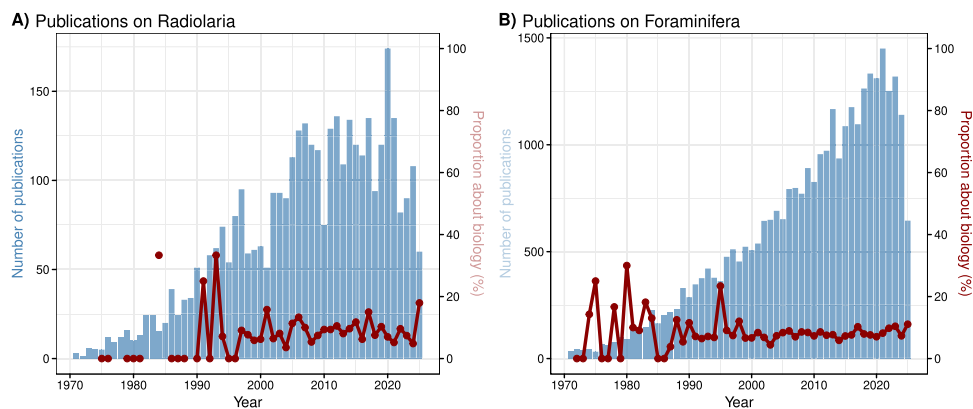 A) Publications on Radiolaria
Number of publications
150
100
50
0
100
80
60
40
20
0
Proportion about biology (%)
1970 1980 1990 2000 2010 2020
Year
B) Publications on Foraminifera
Number of publications
1500
1000
500
0
100
80
60
40
20
0
Proportion about biology (%)
1970 1980 1990 2000 2010 2020
Year